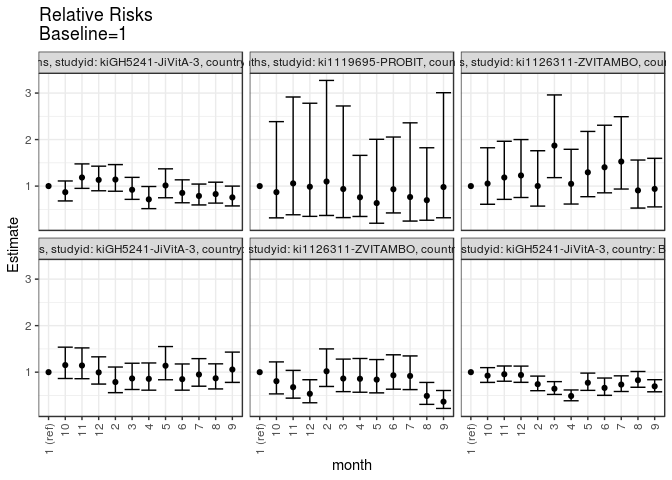 Relative Risks
Baseline=1
ns, studyid: kiGH5241-JiVitA-3, country
ths, studyid: ki1119695-PROBIT, coun
s, studyid: ki1126311-ZVITAMBO, cou
3
2
1
s, studyid: kiGH5241-JiVitA-3, country:
studyid: ki1126311-ZVITAMBO, countr
studyid: kiGH5241-JiVitA-3, country: B
3
2
1
Estimate
1 (ref) 10 11 12 2 3 4 5 6 7 8 9
1 (ref) 10 11 12 2 3 4 5 6 7 8 9
1 (ref) 10 11 12 2 3 4 5 6 7 8 9
month